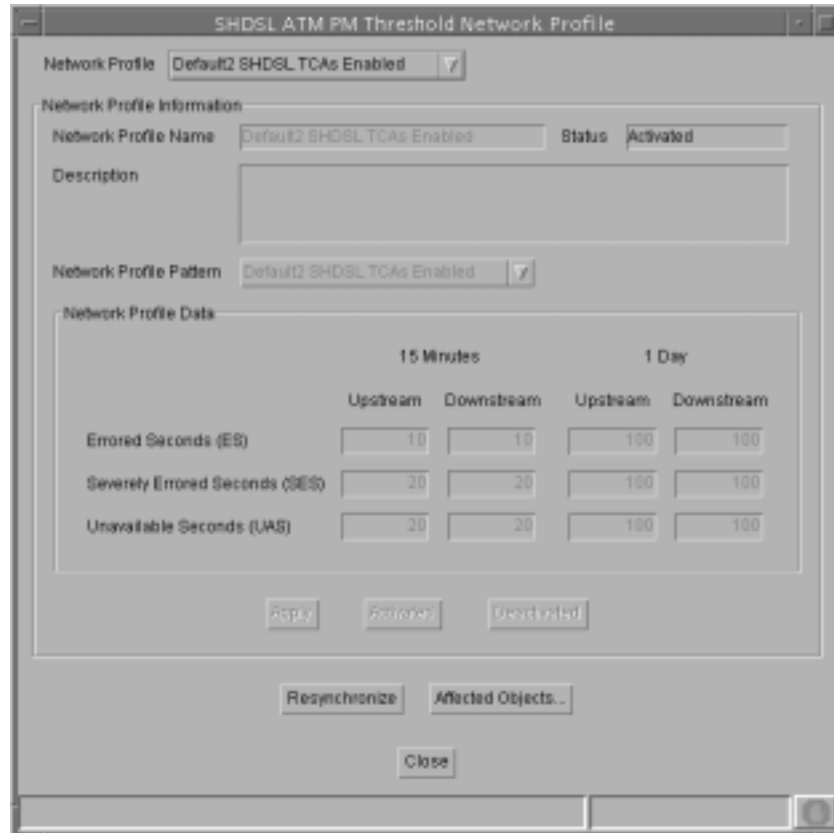 SHDSL ATM PM Threshold Network Profile
Network Profile Default2 SHDSL TCAs Enabled
Network Profile Information
Network Profile Name Default2 SHDSL TCAs Enabled Status Activated
Description
Network Profile Pattern Default2 SHDSL TCAs Enabled
Network Profile Data
15 Minutes 1 Day
Upstream Downstream Upstream Downstream
Errored Seconds (ES) 10 10 100 100
Severely Errored Seconds (SES) 20 20 100 100
Unavailable Seconds (UAS) 20 20 100 100
Apply Activated Deactivated
Resynchronize Affected Objects...
Close